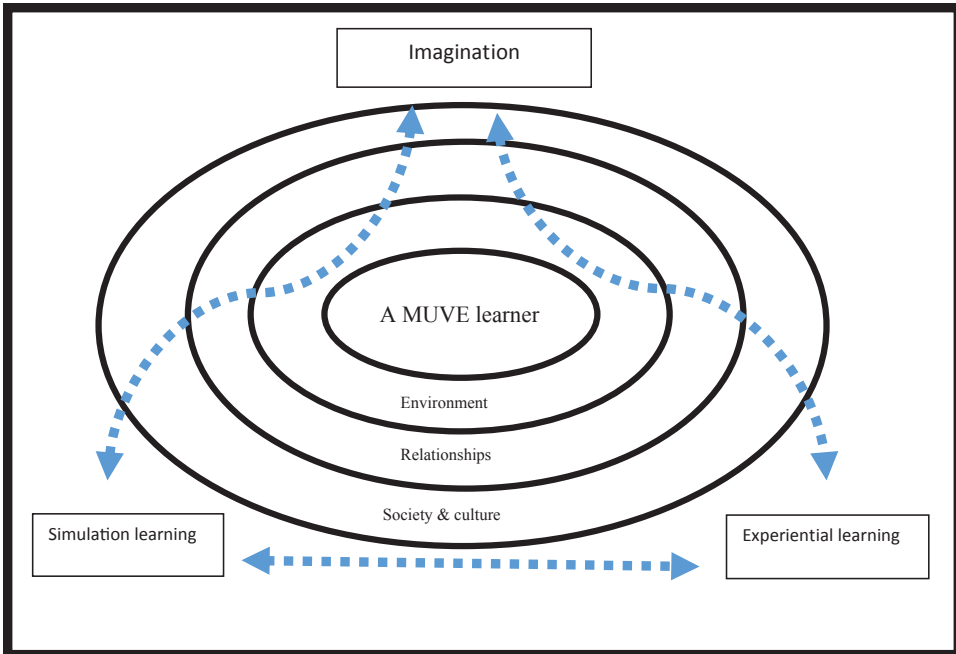 Imagination
A MUVE learner
Environment
Relationships
Society & culture
Simulation learning
Experiential learning